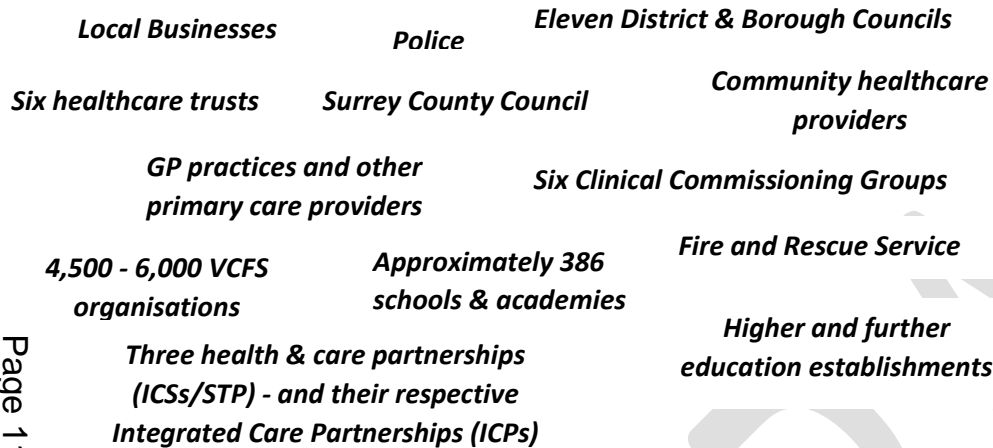 Local Businesses
Police
Eleven District & Borough Councils
Six healthcare trusts
Surrey County Council
Community healthcare
providers
GP practices and other
primary care providers
Six Clinical Commissioning Groups
4,500 - 6,000 VCFS
organisations
Approximately 386
schools & academies
Fire and Rescue Service
Higher and further
education establishments
Three health & care partnerships
(ICSs/STP) - and their respective
Integrated Care Partnerships (ICPs)
Page 1